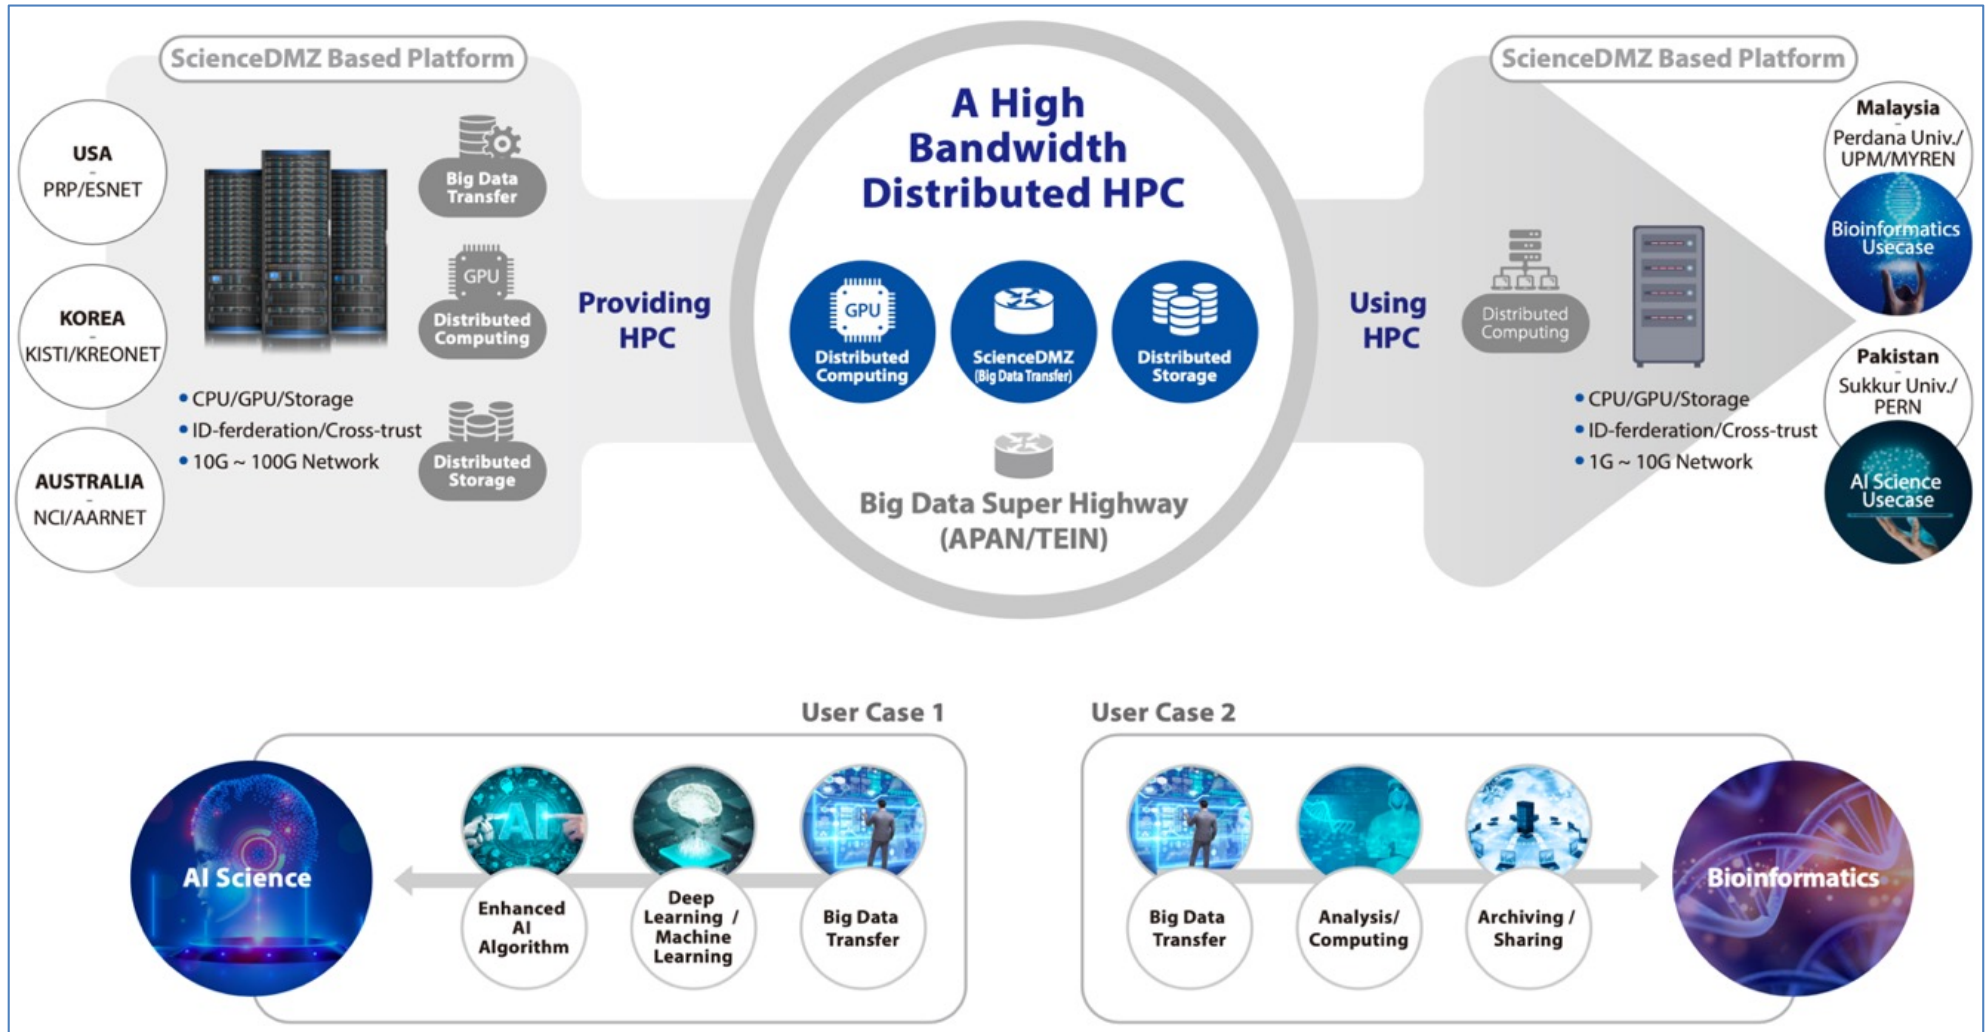 ScienceDMZ Based Platform
USA
-
PRP/ESNET
KOREA
-
KISTI/KREONET
AUSTRALIA
-
NCI/AARNET
Big Data
Transfer
GPU
Distributed
Computing
Distributed
Storage
• CPU/GPU/Storage
• ID-ferderation/Cross-trust
• 10G ~ 100G Network
Providing
HPC
A High
Bandwidth
Distributed HPC
GPU
Distributed
Computing
ScienceDMZ
(Big Data Transfer)
Distributed
Storage
Big Data Super Highway
(APAN/TEIN)
Using
HPC
ScienceDMZ Based Platform
Distributed
Computing
• CPU/GPU/Storage
• ID-ferderation/Cross-trust
• 1G ~ 10G Network
Malaysia
-
Perdana Univ./
UPM/MYREN
Bioinformatics
Usecase
Pakistan
-
Sukkur Univ./
PERN
AI Science
Usecase
User Case 1
AI Science
AI
Enhanced
AI
Algorithm
Deep
Learning /
Machine
Learning
Big Data
Transfer
User Case 2
Big Data
Transfer
Analysis/
Computing
Archiving /
Sharing
Bioinformatics